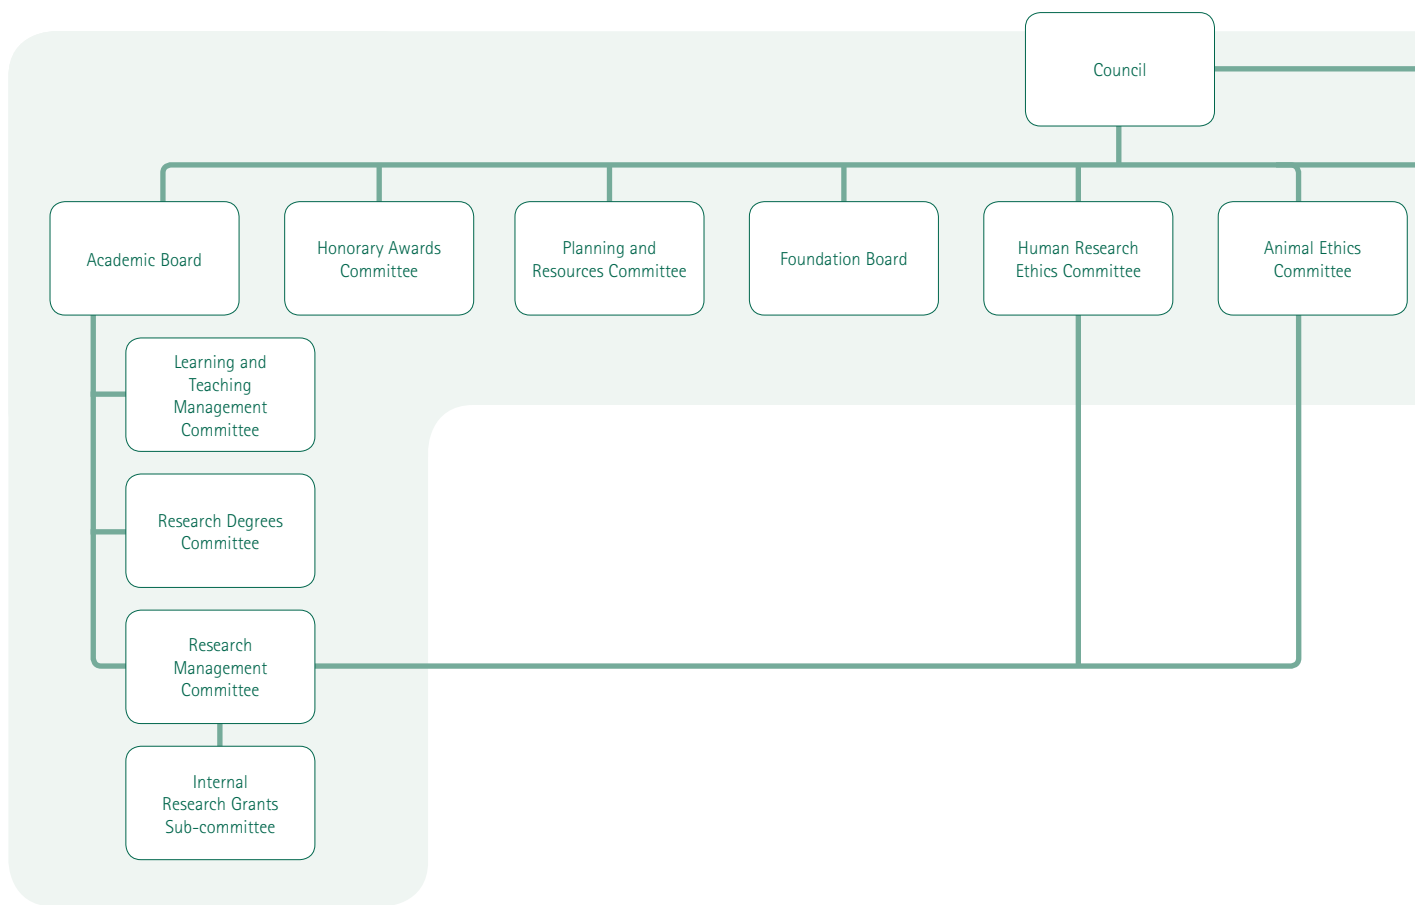 Council
Academic Board
Honorary Awards
Committee
Planning and
Resources Committee
Foundation Board
Human Research
Ethics Committee
Animal Ethics
Committee
Learning and
Teaching
Management
Committee
Research Degrees
Committee
Research
Management
Committee
Internal
Research Grants
Sub-committee